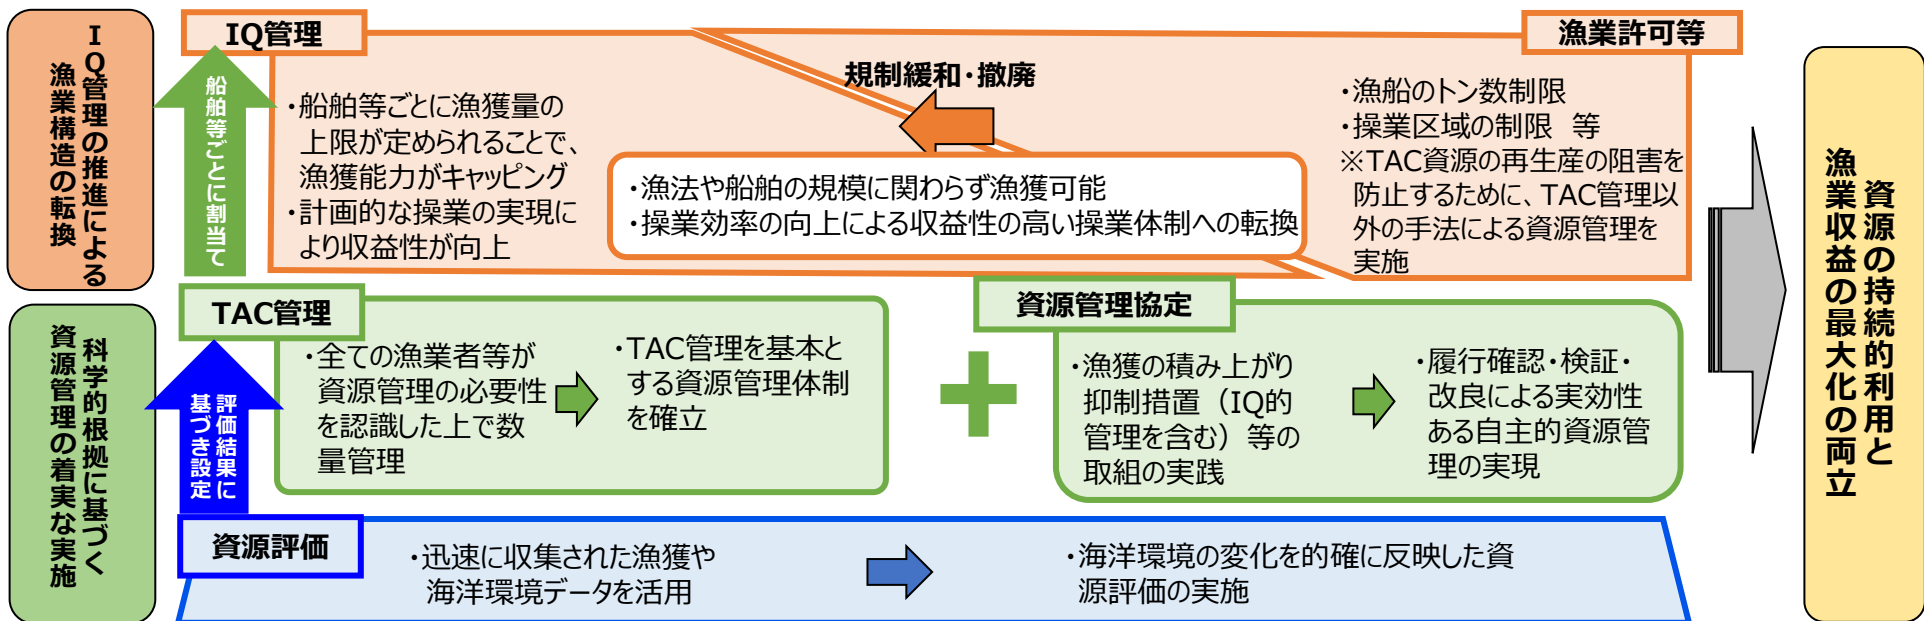 IQ管理の推進による
漁業構造の転換
IQ管理
船舶等ごとに割当て
・船舶等ごとに漁獲量の
上限が定められることで、
漁獲能力がキャッピング
・計画的な操業の実現に
より収益性が向上
規制緩和・撤廃
・漁法や船舶の規模に関わらず漁獲可能
・操業効率の向上による収益性の高い操業体制への転換
漁業許可等
・漁船のトン数制限
・操業区域の制限　等
※TAC資源の再生産の阻害を
防止するために、TAC管理以
外の手法による資源管理を
実施
科学的根拠に基づく
資源管理の着実な実施
TAC管理
評価結果に
基づき設定
・全ての漁業者等が
資源管理の必要性
を認識した上で数
量管理
・TAC管理を基本と
する資源管理体制
を確立
資源管理協定
・漁獲の積み上がり
抑制措置（IQ的
管理を含む）等の
取組の実践
・履行確認・検証・
改良による実効性
ある自主的資源管
理の実現
資源評価
・迅速に収集された漁獲や
海洋環境データを活用
・海洋環境の変化を的確に反映した資
源評価の実施
資源の持続的利用と
漁業収益の最大化の両立